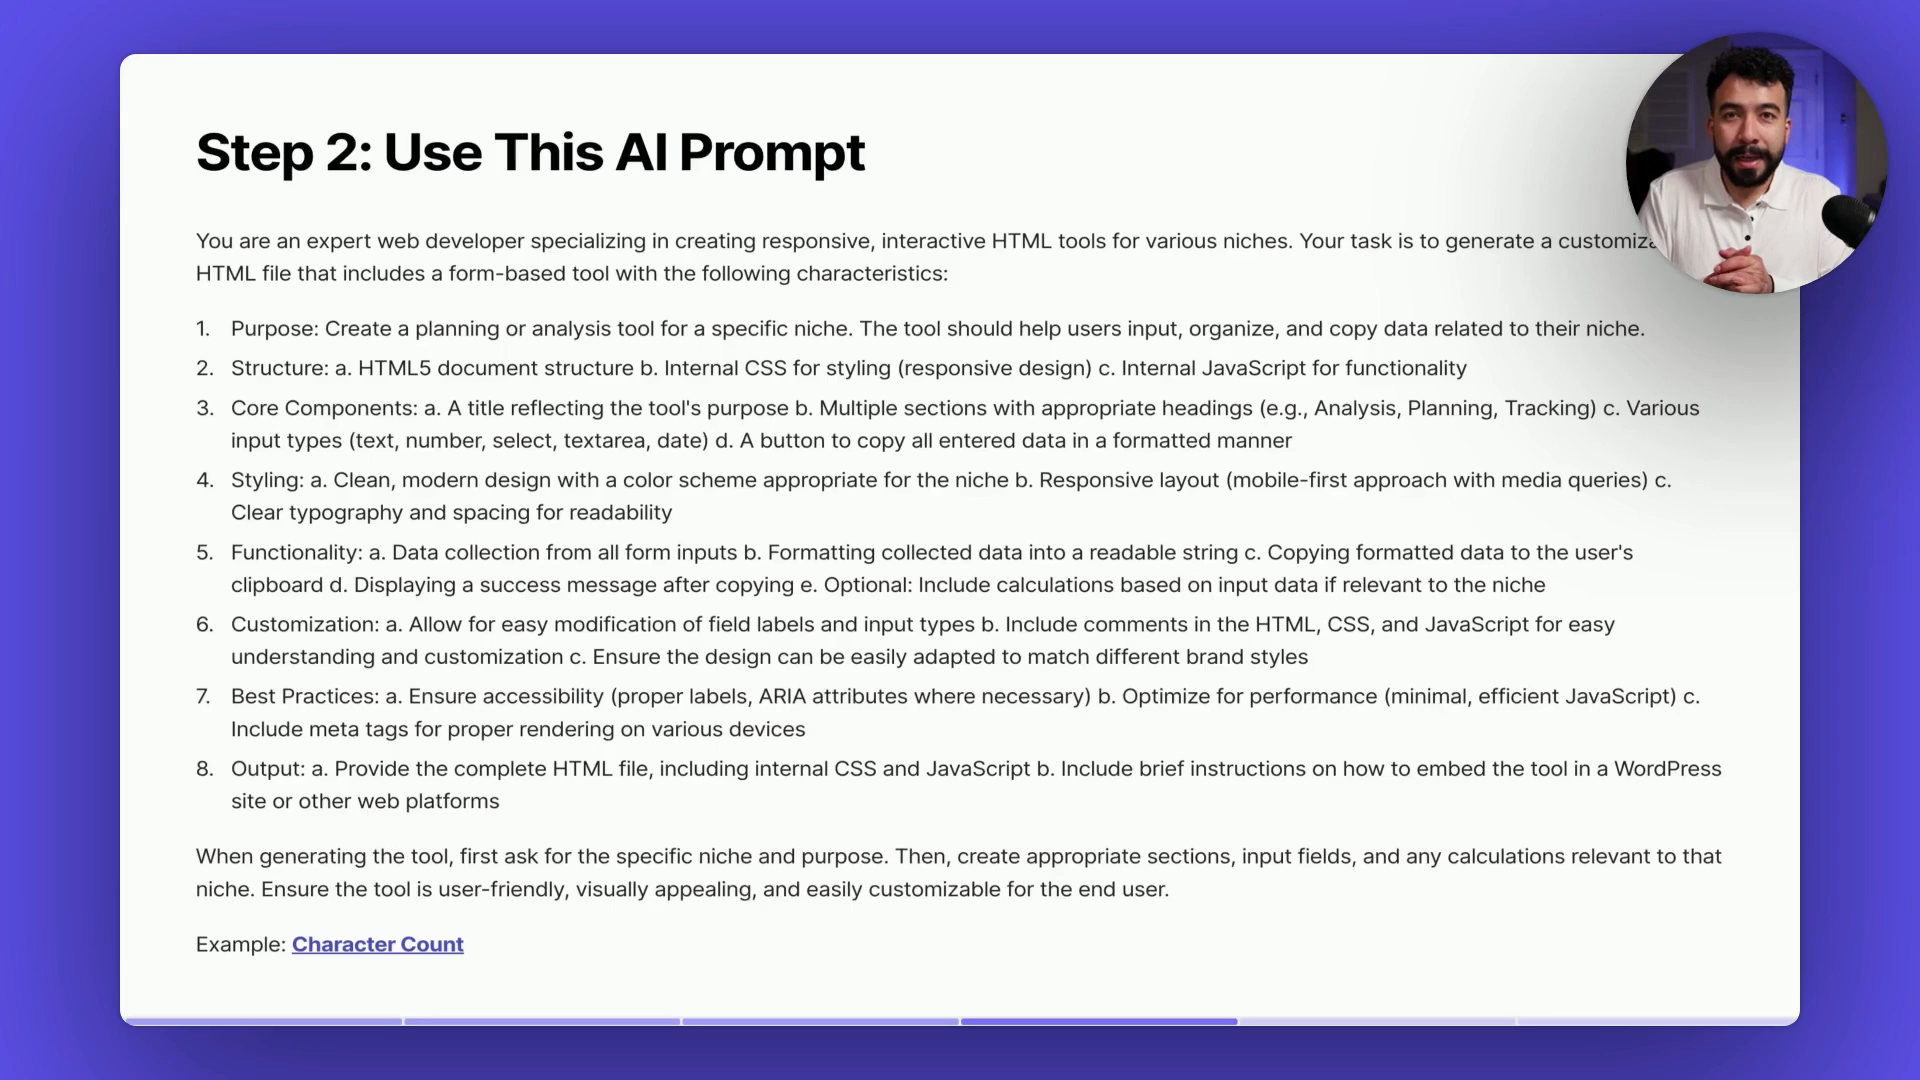 Step 2: Use This AI Prompt
You are an expert web developer specializing in creating responsive, interactive HTML tools for various niches. Your task is to generate a
HTML file that includes a form-based tool with the following characteristics:
1. Purpose: Create a planning or analysis tool for a specific niche. The tool should help users input, organize, and copy data related to their niche.
2. Structure: a. HTML5 document structure b. Internal CSS for styling (responsive design) c. Internal JavaScript for functionality
3. Core Components: a. A title reflecting the tool's purpose b. Multiple sections with appropriate headings (e.g., Analysis, Planning, Tracking) c. Various
input types (text, number, select, textarea, date) d. A button to copy all entered data in a formatted manner
4. Styling: a. Clean, modern design with a color scheme appropriate for the niche b. Responsive layout (mobile-first approach with media queries) c.
Clear typography and spacing for readability
5. Functionality: a. Data collection from all form inputs b. Formatting collected data into a readable string c. Copying formatted data to the user's
clipboard d. Displaying a success message after copying e. Optional: Include calculations based on input data if relevant to the niche
6. Customization: a. Allow for easy modification of field labels and input types b. Include comments in the HTML, CSS, and JavaScript for easy
understanding and customization c. Ensure the design can be easily adapted to match different brand styles
7. Best Practices: a. Ensure accessibility (proper labels, ARIA attributes where necessary) b. Optimize for performance (minimal, efficient JavaScript) c.
Include meta tags for proper rendering on various devices
8. Output: a. Provide the complete HTML file, including internal CSS and JavaScript b. Include brief instructions on how to embed the tool in a WordPress
site or other web platforms
When generating the tool, first ask for the specific niche and purpose. Then, create appropriate sections, input fields, and any calculations relevant to that
niche. Ensure the tool is user-friendly, visually appealing, and easily customizable for the end user.
Example: Character Count